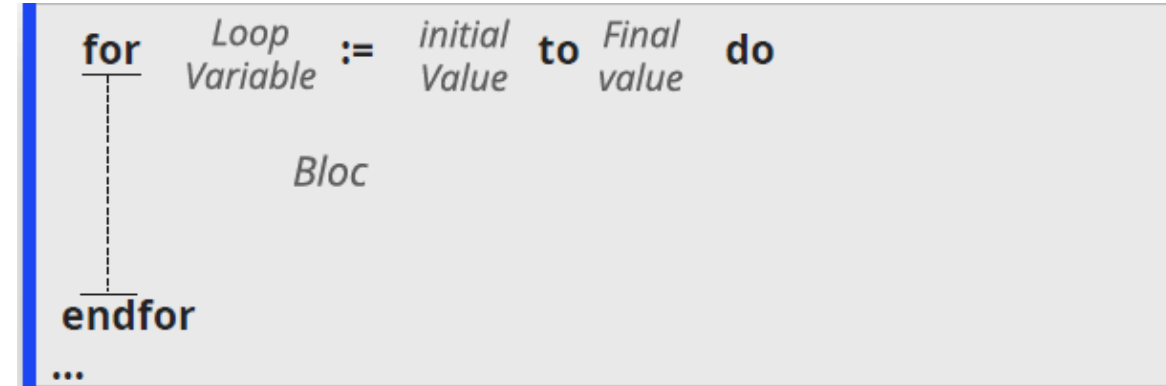 for Loop Variable := initial Value to Final value do
Bloc
endfor
...